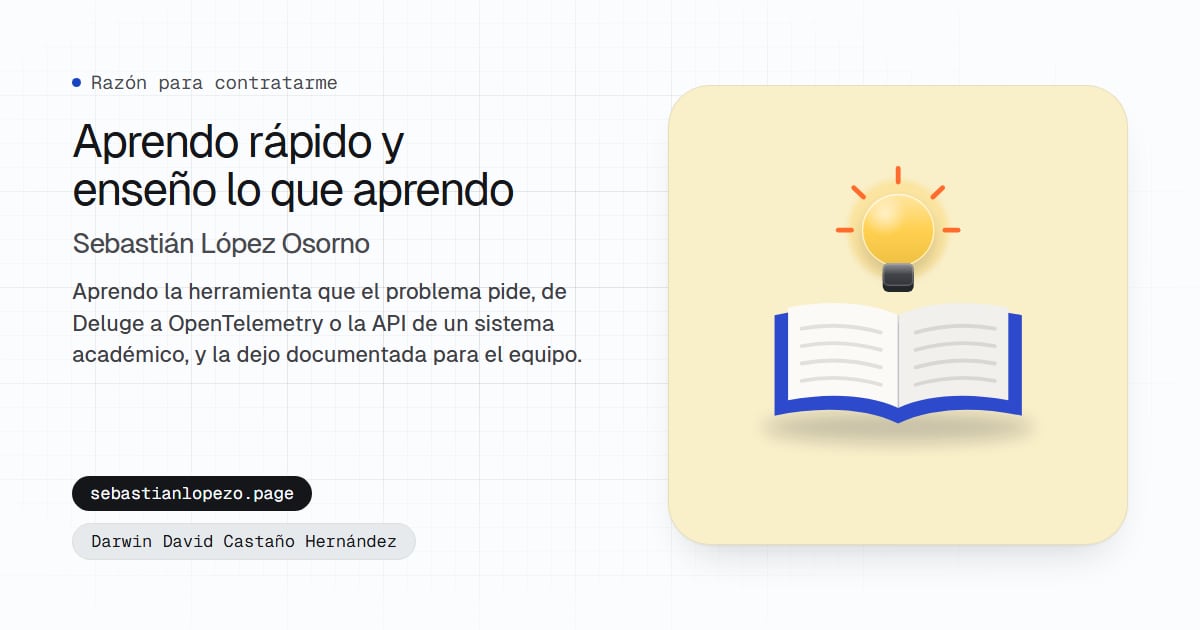 Razón para contratarme
Aprendo rápido y
enseño lo que aprendo
Sebastián López Osorno
Aprendo la herramienta que el problema pide, de
Deluge a OpenTelemetry o la API de un sistema
académico, y la dejo documentada para el equipo.
sebastianlopezo.page
Darwin David Castaño Hernández